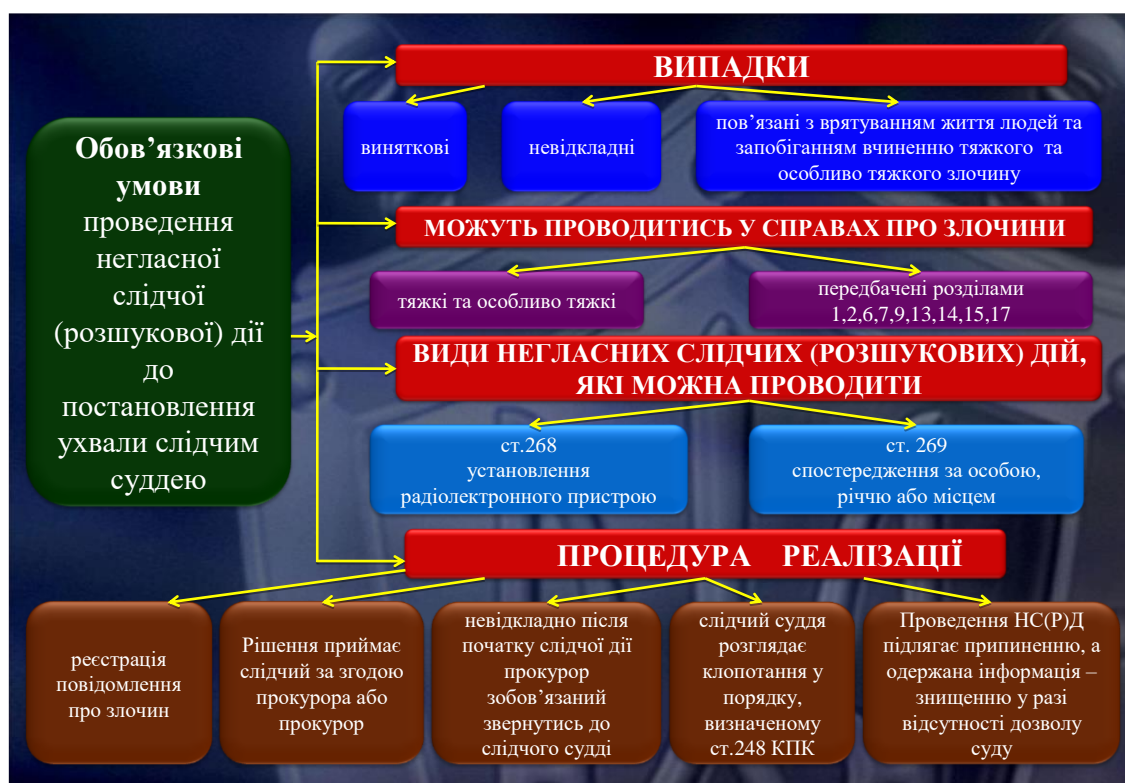 Обов’язкові
умови
проведення
негласної
слідчої
(розшукової) дії
до
постановлення
ухвали слідчим
суддею
ВИПАДКИ
виняткові
невідкладні
пов’язані з врятуванням життя людей та
запобіганням вчиненню тяжкого та
особливо тяжкого злочину
МОЖУТЬ ПРОВОДИТИСЬ У СПРАВАХ ПРО ЗЛОЧИНИ
тяжкі та особливо тяжкі
передбачені розділами
1,2,6,7,9,13,14,15,17
ВИДИ НЕГЛАСНИХ СЛІДЧИХ (РОЗШУКОВИХ) ДІЙ,
ЯКІ МОЖНА ПРОВОДИТИ
ст.268
установлення
радіолектронного пристрою
ст. 269
спостередження за особою,
річчю або місцем
ПРОЦЕДУРА РЕАЛІЗАЦІЇ
реєстрація
повідомлення
про злочин
Рішення приймає
слідчий за згодою
прокурора або
прокурор
невідкладно після
початку слідчої дії
прокурор
зобов’язаний
звернутись до
слідчого судді
слідчий суддя
розглядає
клопотання у
порядку,
визначеному
ст.248 КПК
Проведення НС(Р)Д
підлягає припиненню, а
одержана інформація –
знищенню у разі
відсутності дозволу
суду